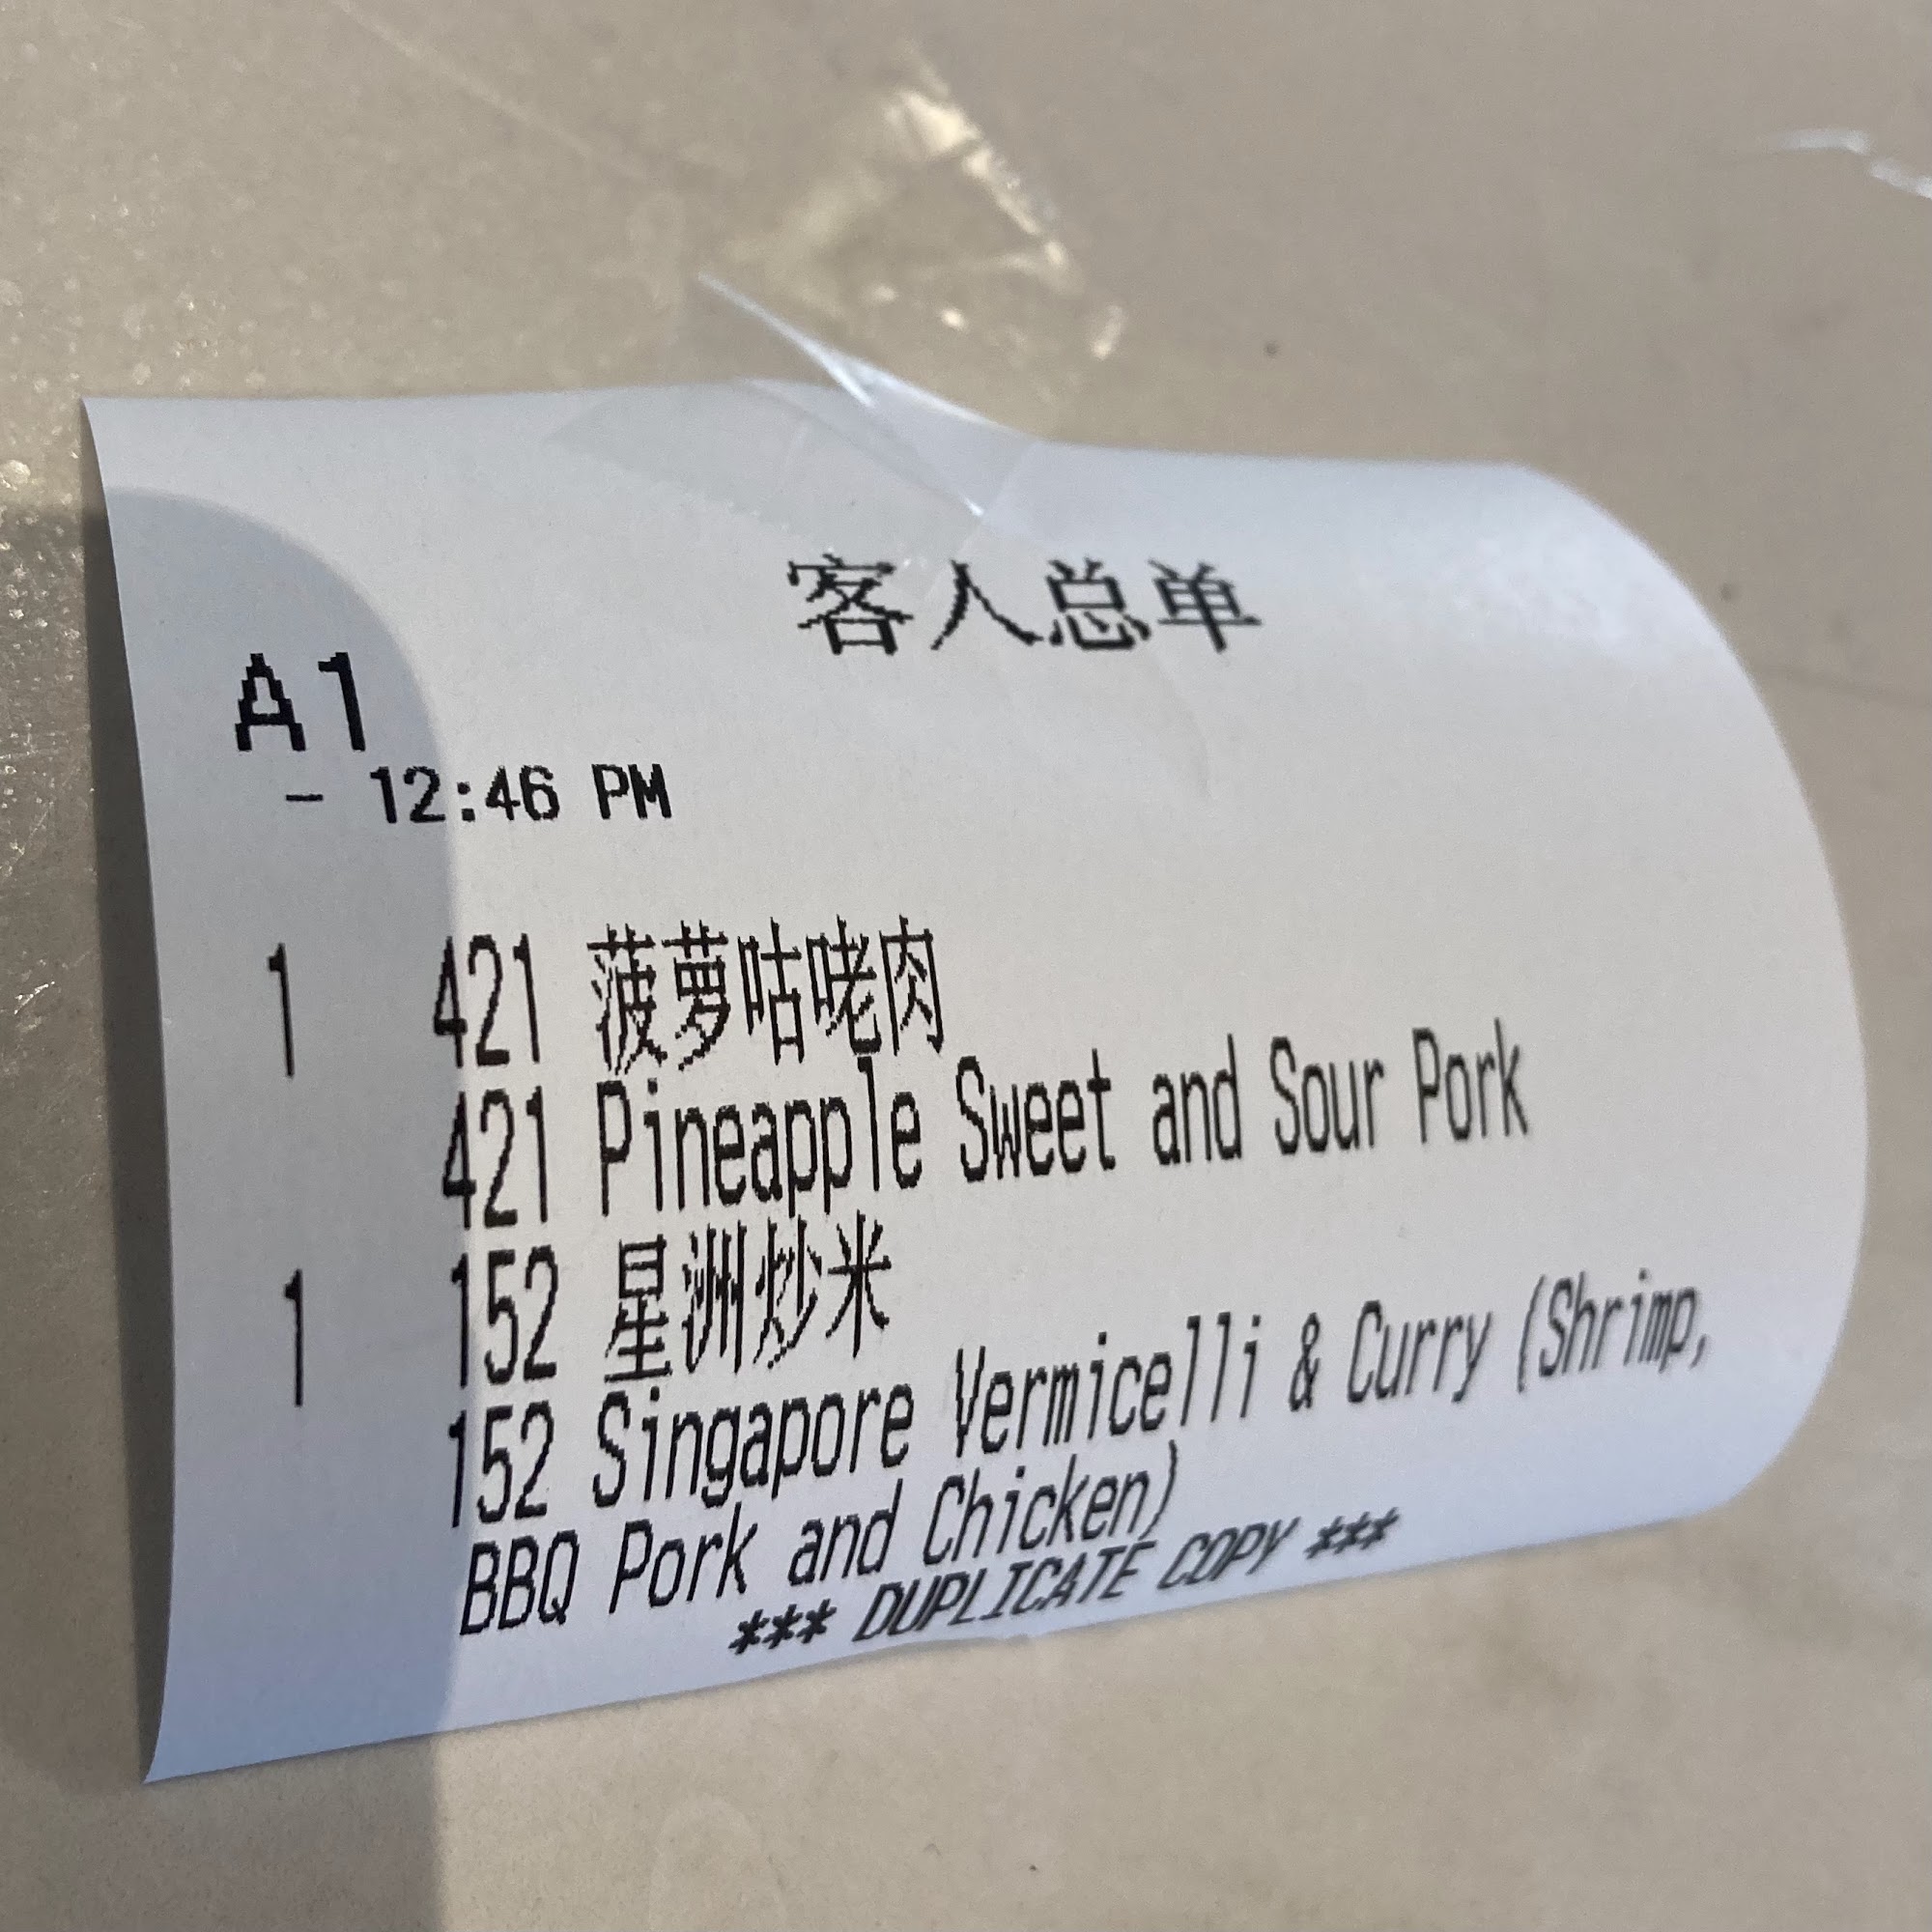 客人总单
A1
- 12:46 PM
1 421 菠萝咕咾肉
421 Pineapple Sweet and Sour Pork
1 152 星洲炒米
152 Singapore Vermicelli & Curry (Shrimp,
BBQ Pork and Chicken)
*** DUPLICATE COPY ***